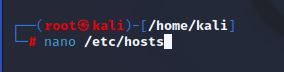 ┌──(root㉿kali)-[/home/kali]
└─# nano /etc/hosts